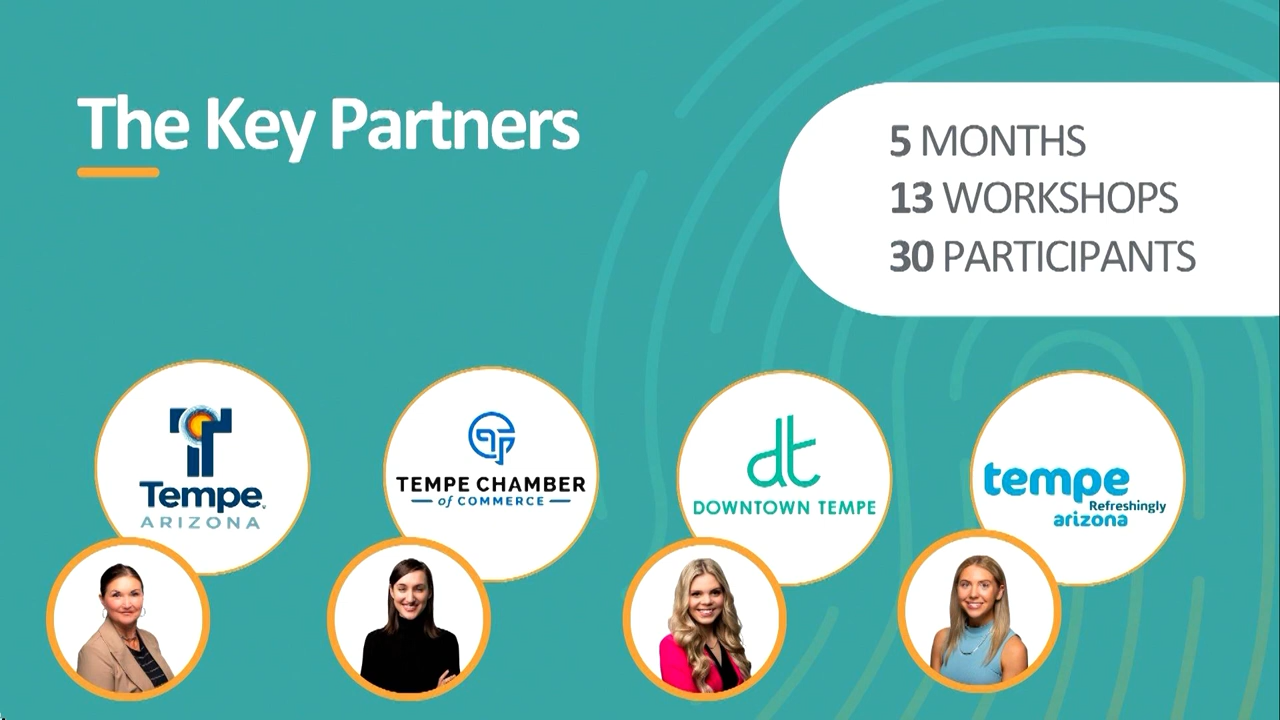 The Key Partners
5 MONTHS
13 WORKSHOPS
30 PARTICIPANTS
Tempe
ARIZONA
TEMPE CHAMBER
of COMMERCE
dt
DOWNTOWN TEMPE
tempe
Refreshingly
arizona